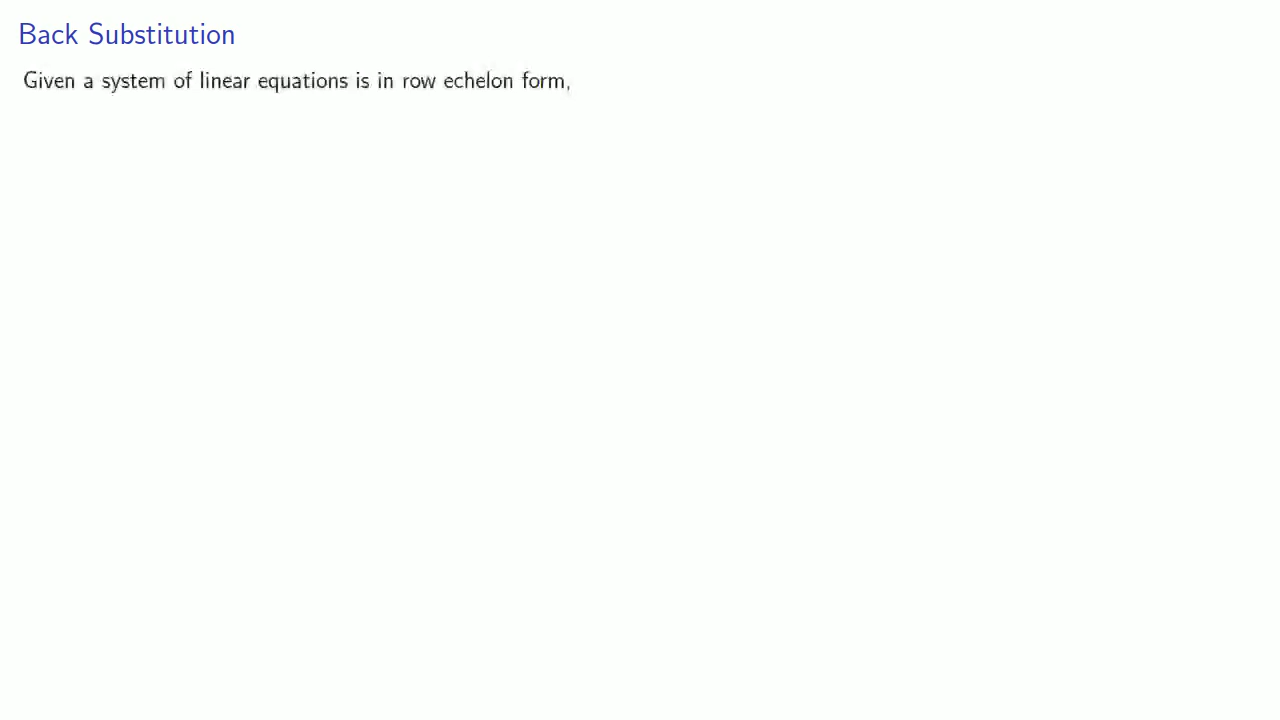 Back Substitution
Given a system of linear equations is in row echelon form,